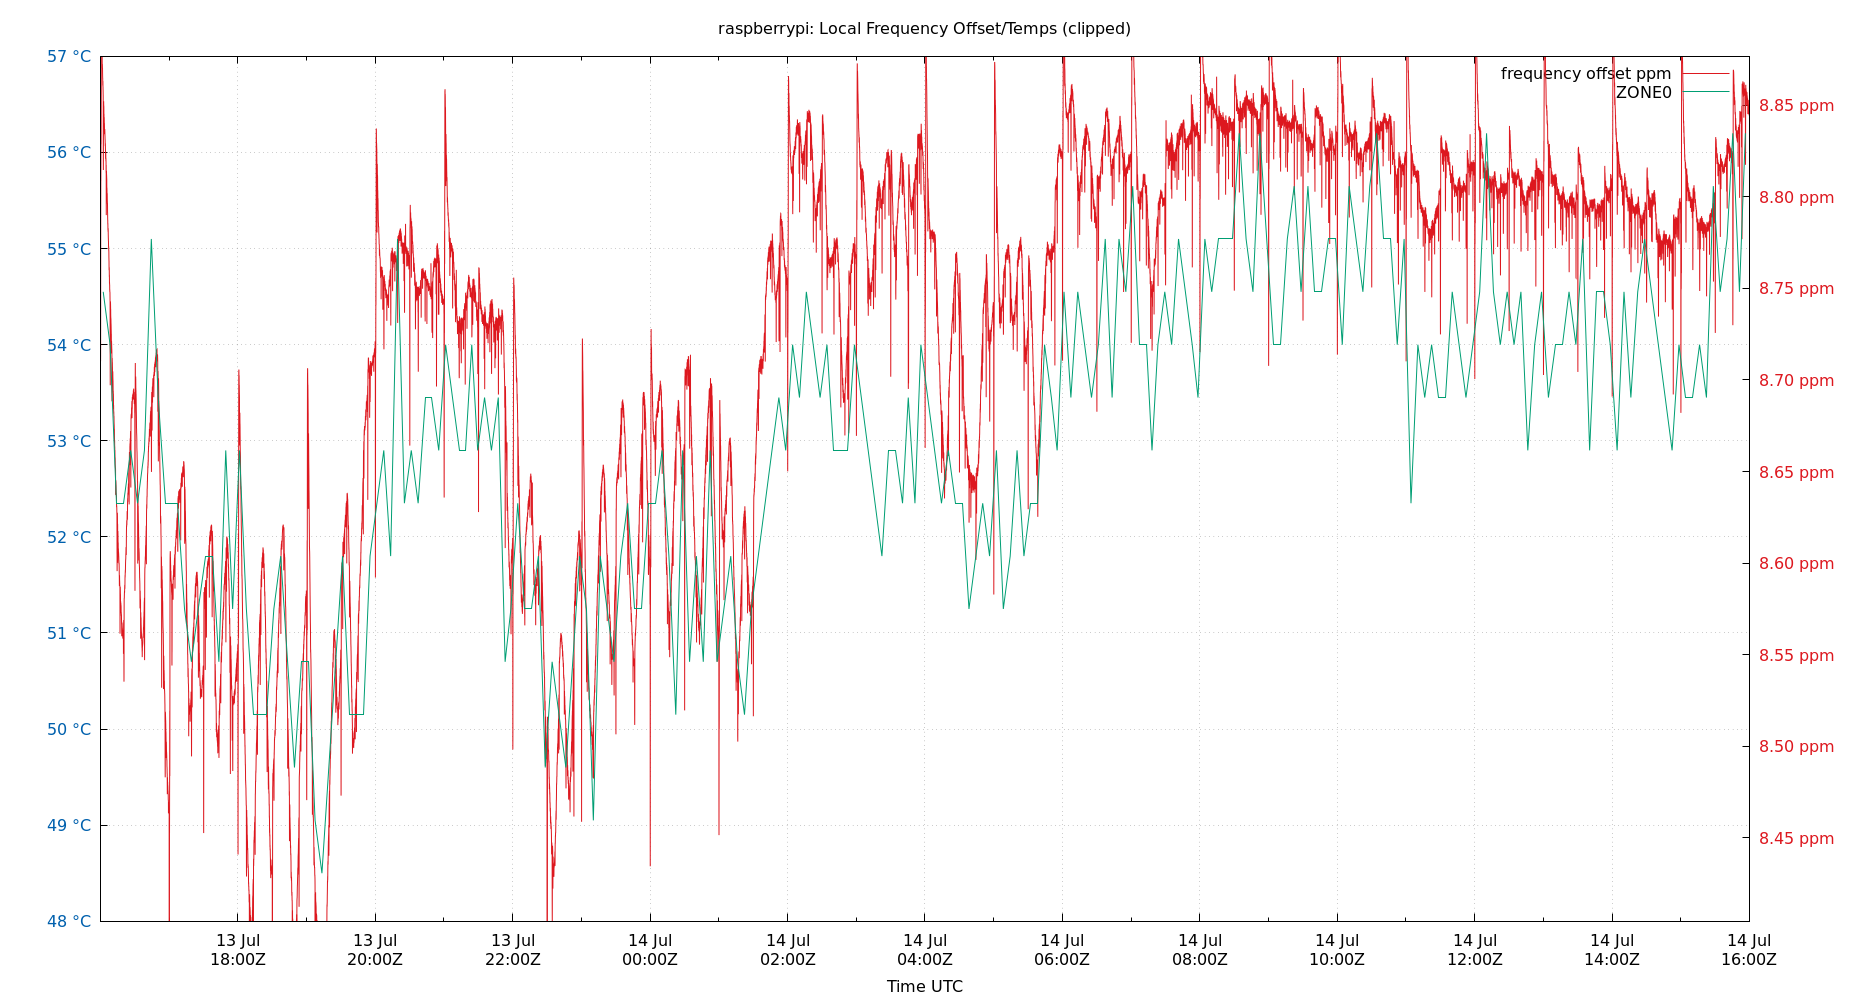 raspberrypi: Local Frequency Offset/Temps (clipped)
frequency offset ppm
ZONE0
57 °C
56 °C
55 °C
54 °C
53 °C
52 °C
51 °C
50 °C
49 °C
48 °C
8.85 ppm
8.80 ppm
8.75 ppm
8.70 ppm
8.65 ppm
8.60 ppm
8.55 ppm
8.50 ppm
8.45 ppm
13 Jul
18:00Z
13 Jul
20:00Z
13 Jul
22:00Z
14 Jul
00:00Z
14 Jul
02:00Z
14 Jul
04:00Z
14 Jul
06:00Z
14 Jul
08:00Z
14 Jul
10:00Z
14 Jul
12:00Z
14 Jul
14:00Z
14 Jul
16:00Z
Time UTC